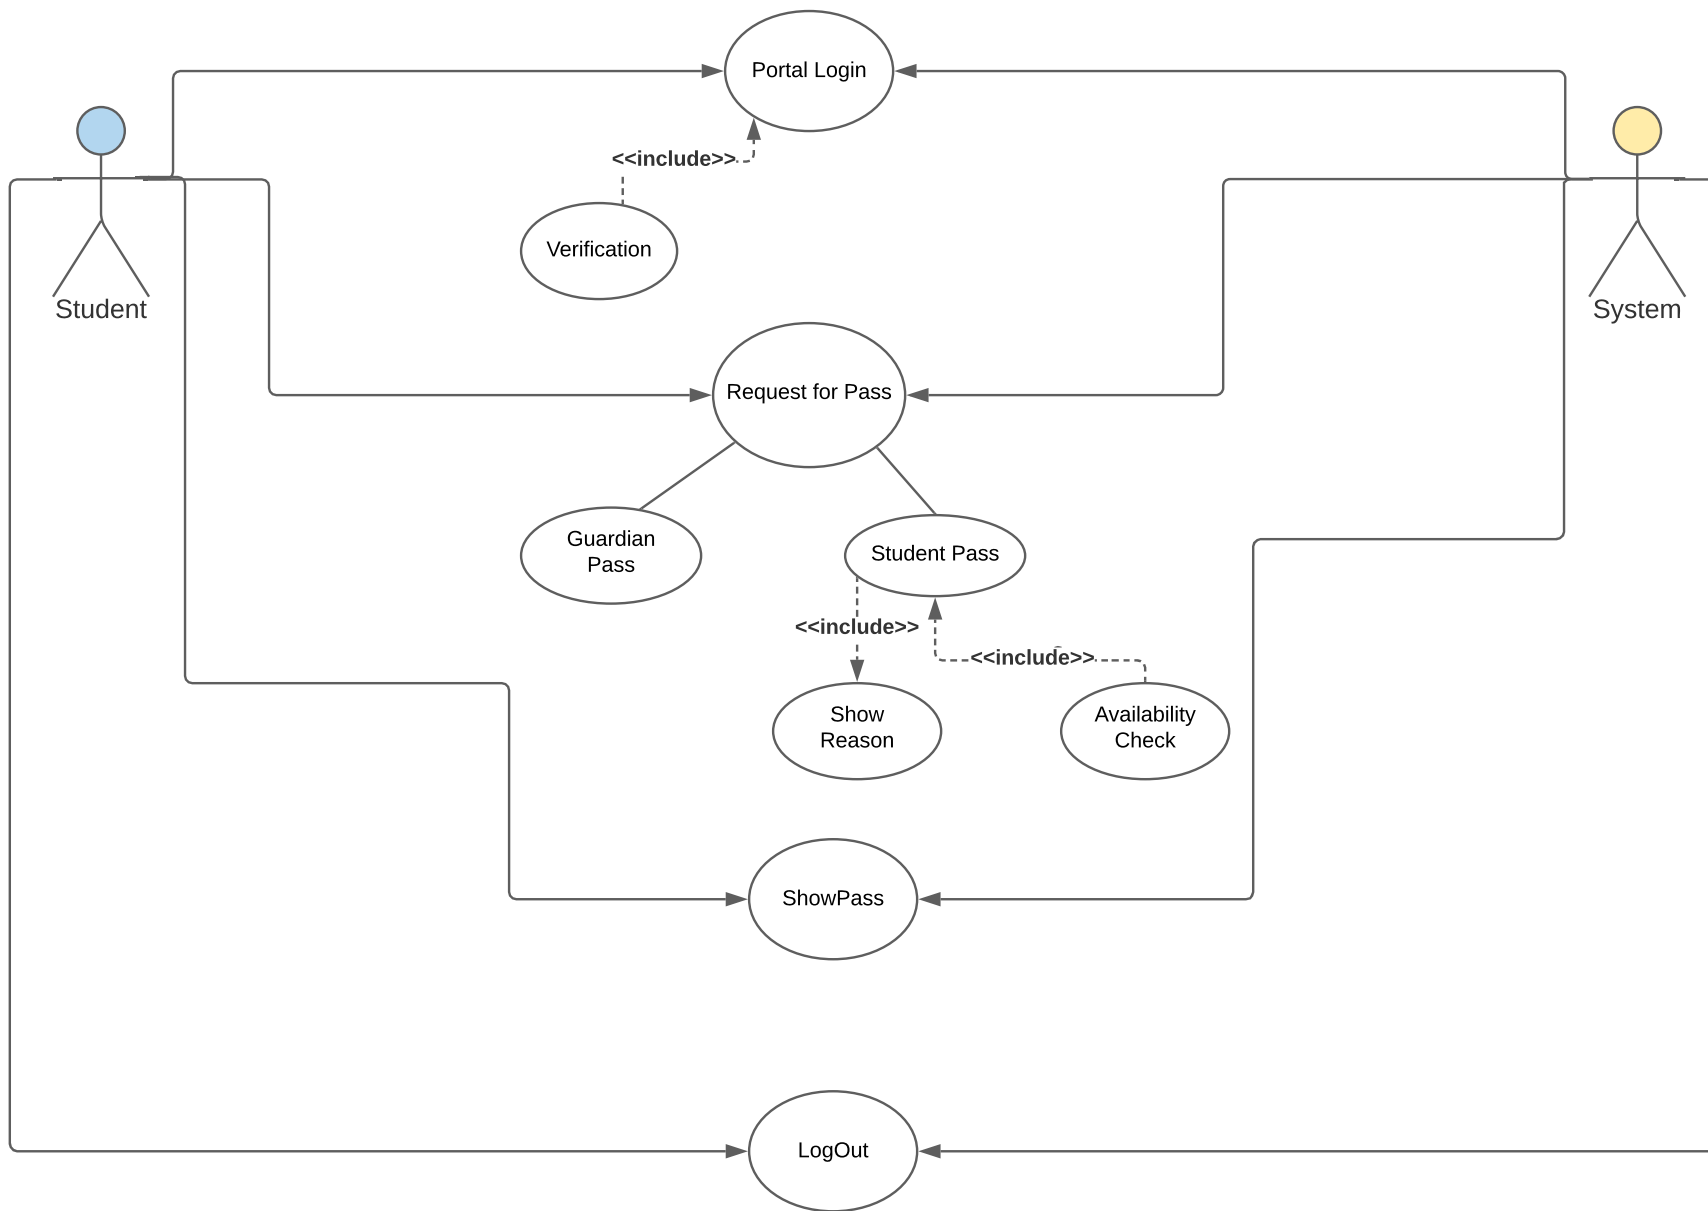 Portal Login
<<include>>
Verification
Student
System
Request for Pass
Guardian
Pass
Student Pass
<<include>>
<<include>>
Show
Reason
Availability
Check
ShowPass
LogOut